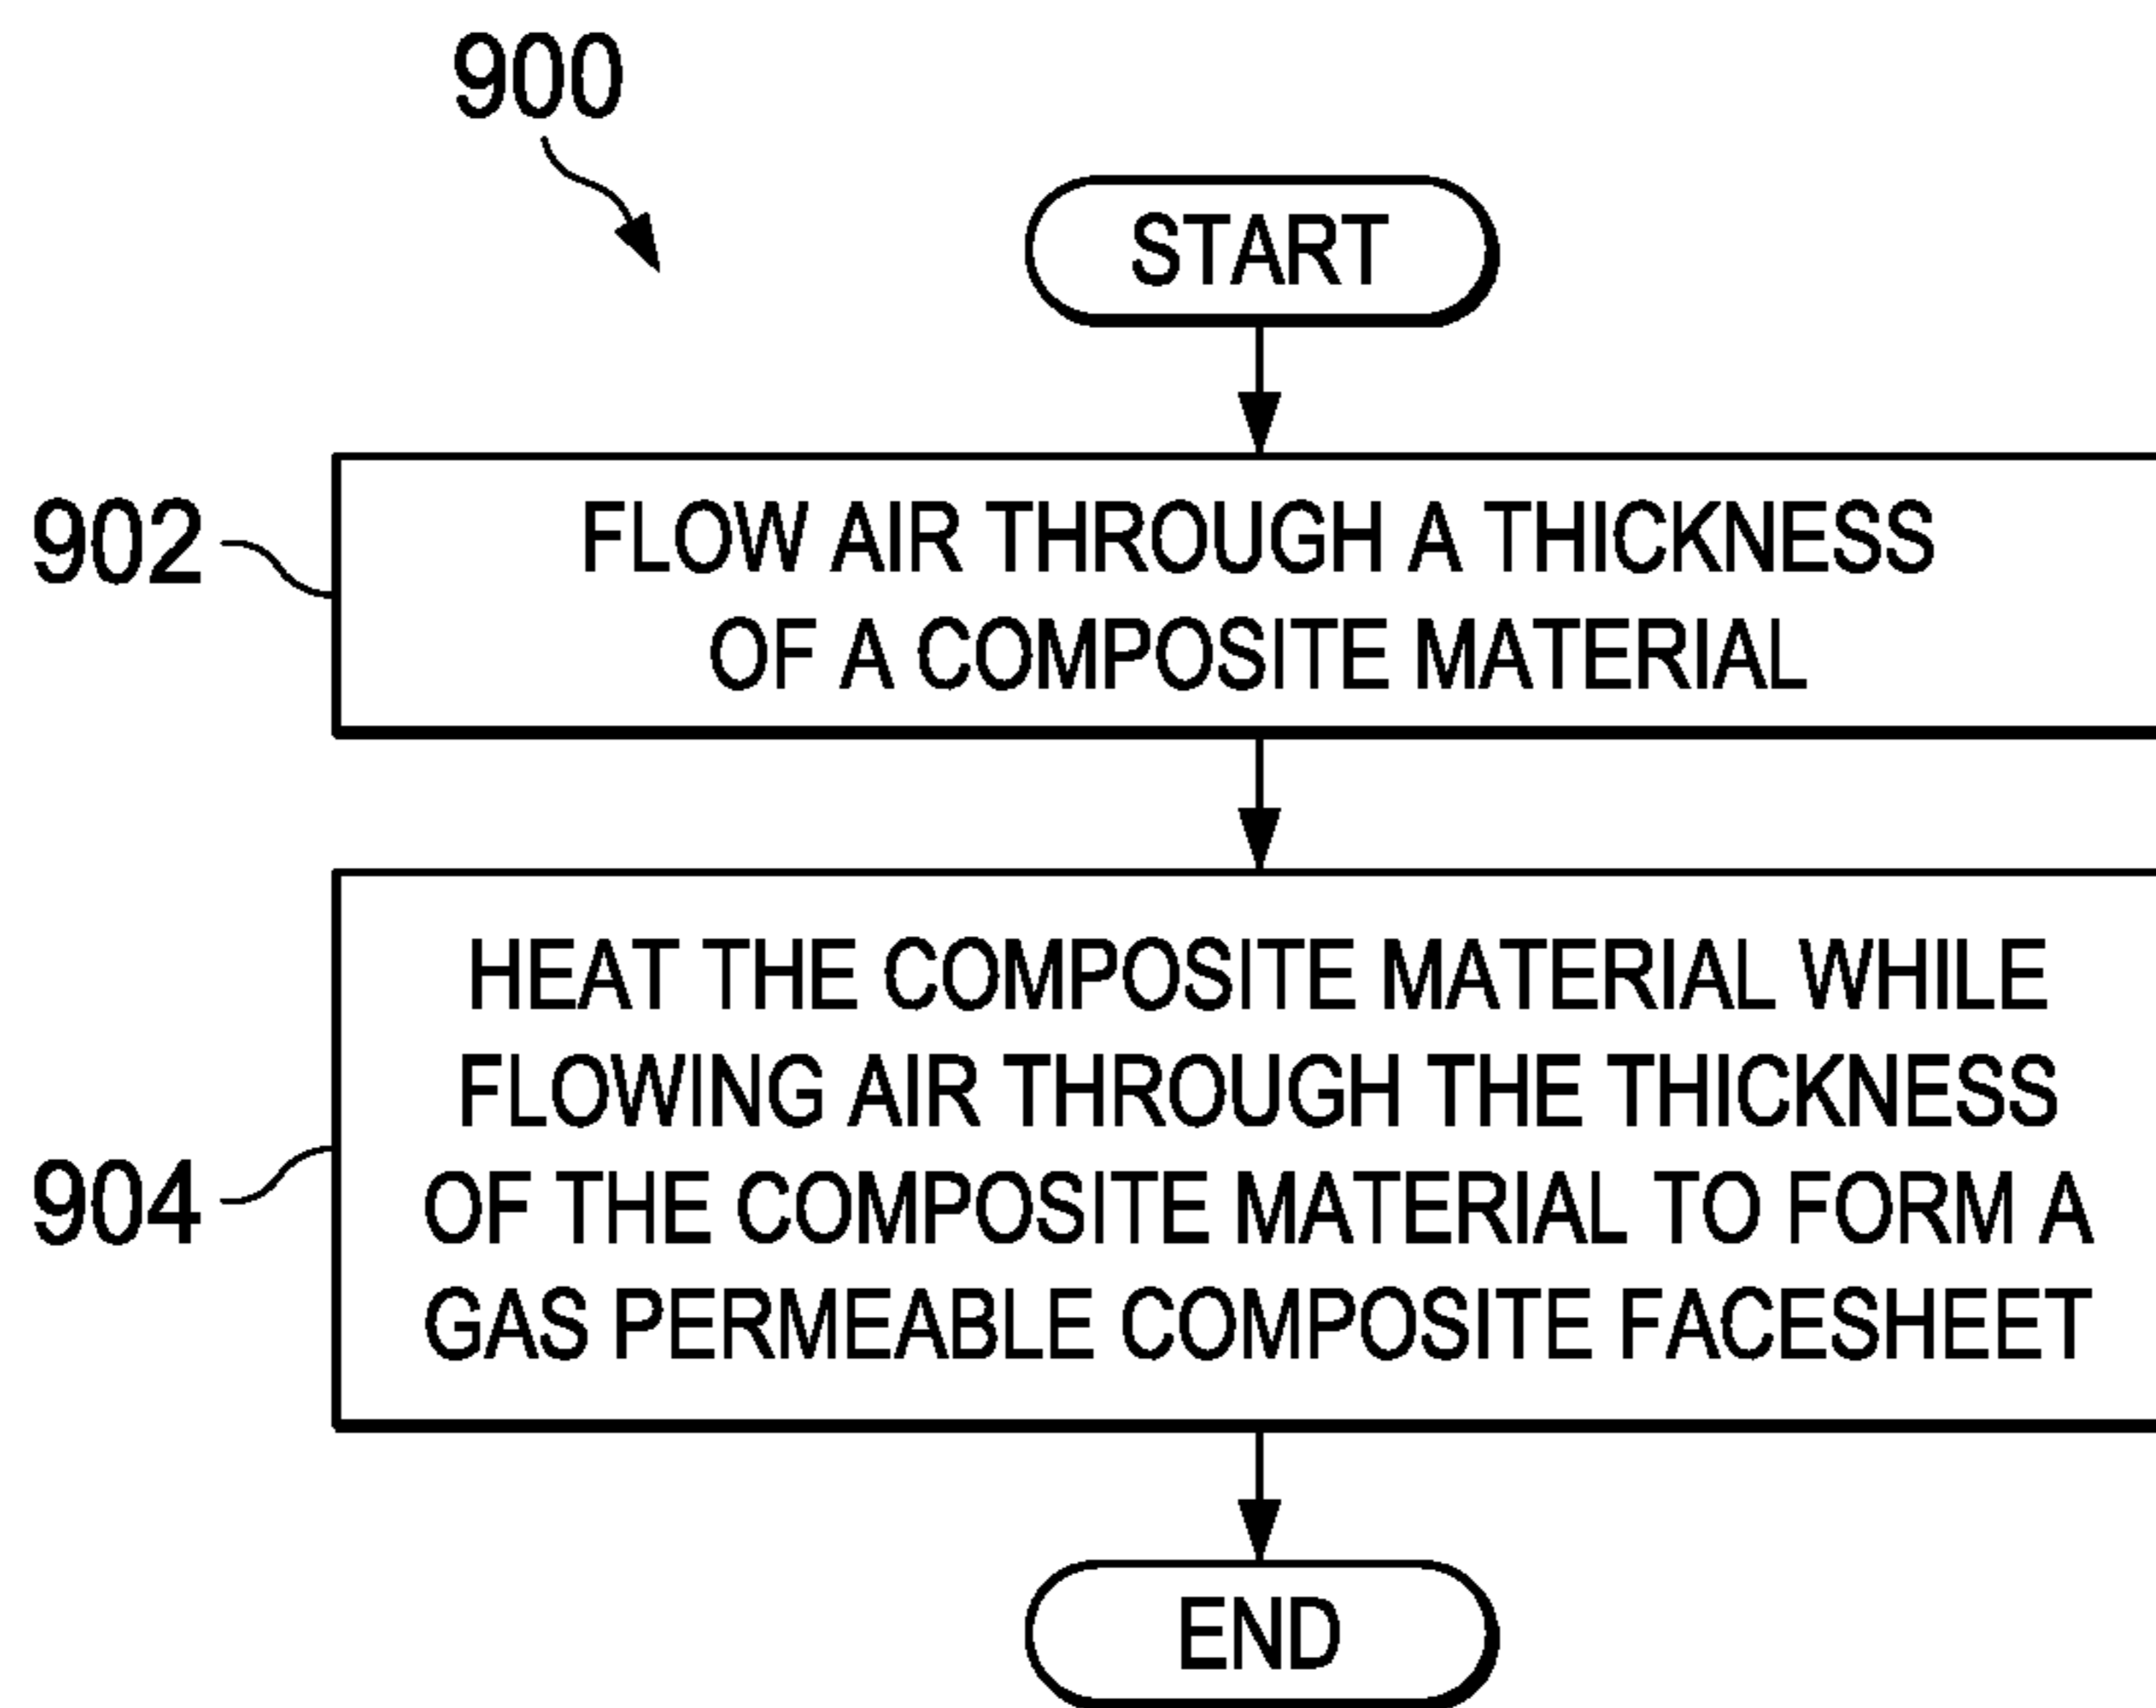 900
START
902
FLOW AIR THROUGH A THICKNESS
OF A COMPOSITE MATERIAL
904
HEAT THE COMPOSITE MATERIAL WHILE
FLOWING AIR THROUGH THE THICKNESS
OF THE COMPOSITE MATERIAL TO FORM A
GAS PERMEABLE COMPOSITE FACESHEET
END